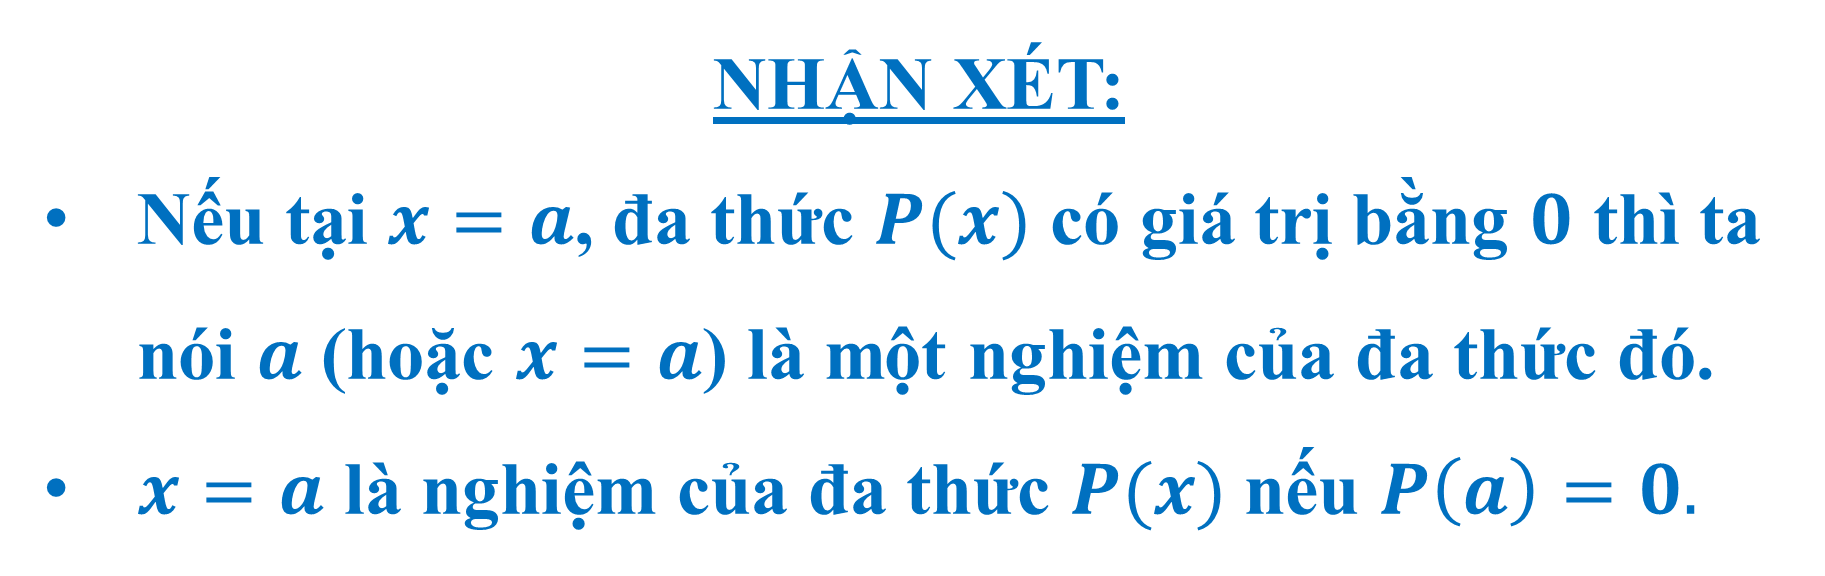 NHẬN XÉT:
• Nếu tại x = a, đa thức P(x) có giá trị bằng 0 thì ta
nói a (hoặc x = a) là một nghiệm của đa thức đó.
• x = a là nghiệm của đa thức P(x) nếu P(a) = 0.